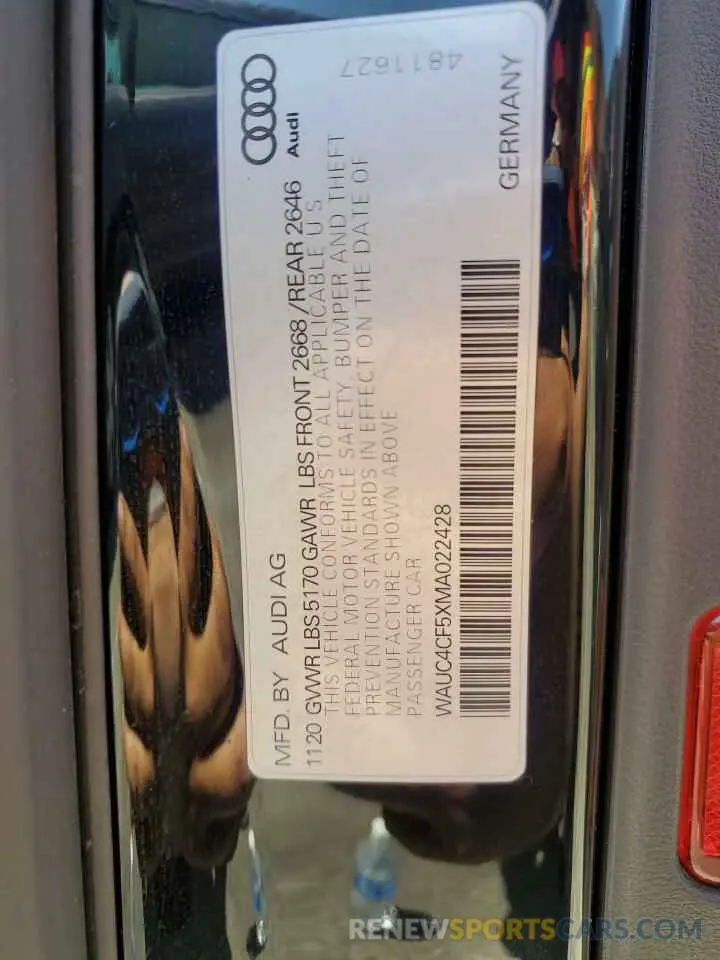 MFD. BY AUDI AG
1120 GVWR LBS 5170 GAWR LBS FRONT 2668 /REAR 2646
THIS VEHICLE CONFORMS TO ALL APPLICABLE U S
FEDERAL MOTOR VEHICLE SAFETY, BUMPER AND THEFT
PREVENTION STANDARDS IN EFFECT ON THE DATE OF
MANUFACTURE SHOWN ABOVE
PASSENGER CAR
WAUC4CF5XMA022428
Audi
4811627
GERMANY
RENEWSPORTSCARS.COM